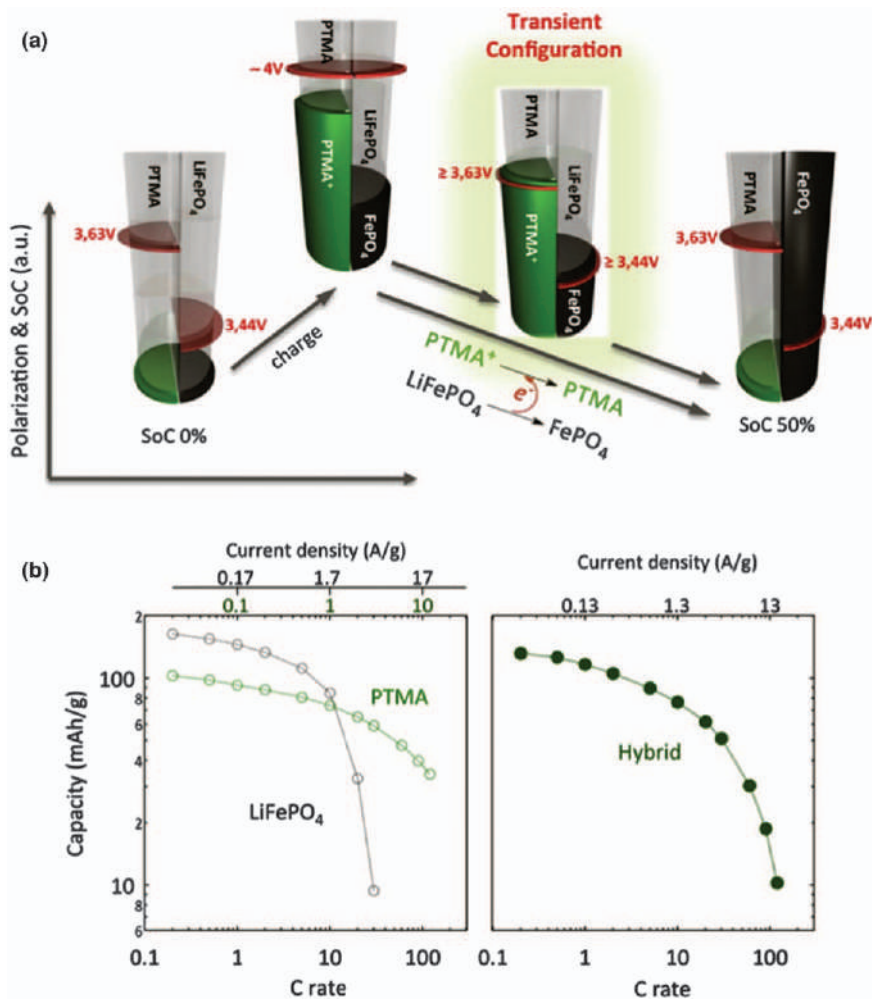 (a)
Transient
Configuration
PTMA
~ 4V
LiFePO4
PTMA+
FePO4
PTMA
LiFePO4
≥ 3,63V
PTMA+
≥ 3,44V
FePO4
PTMA
LiFePO4
3,63V
3,44V
PTMA
FePO4
3,63V
3,44V
Polarization & SoC (a.u.)
charge
PTMA+ PTMA
e-
LiFePO4 FePO4
SoC 0%
SoC 50%
(b)
Current density (A/g)
0.17 1.7 17
0.1 1 10
Current density (A/g)
0.13 1.3 13
Capacity (mAh/g)
2
100
8
6
4
2
10
8
6
PTMA
LiFePO4
Hybrid
0.1 1 10 100
C rate
0.1 1 10 100
C rate